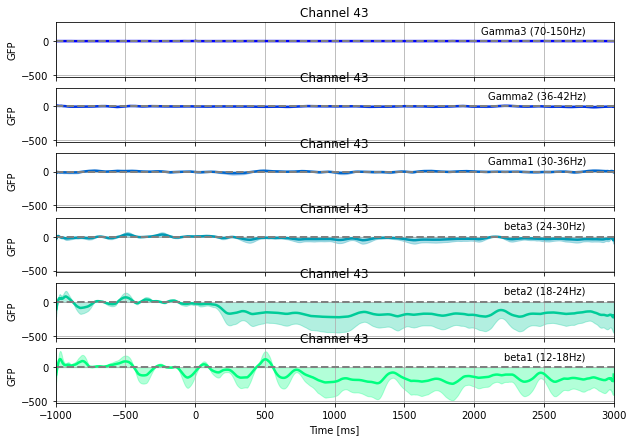 Channel 43
Gamma3 (70-150Hz)
0
GFP
−500
Channel 43
Gamma2 (36-42Hz)
0
GFP
−500
Channel 43
Gamma1 (30-36Hz)
0
GFP
−500
Channel 43
beta3 (24-30Hz)
0
GFP
−500
Channel 43
beta2 (18-24Hz)
0
GFP
−500
Channel 43
beta1 (12-18Hz)
0
GFP
−500
−1000 −500 0 500 1000 1500 2000 2500 3000
Time [ms]